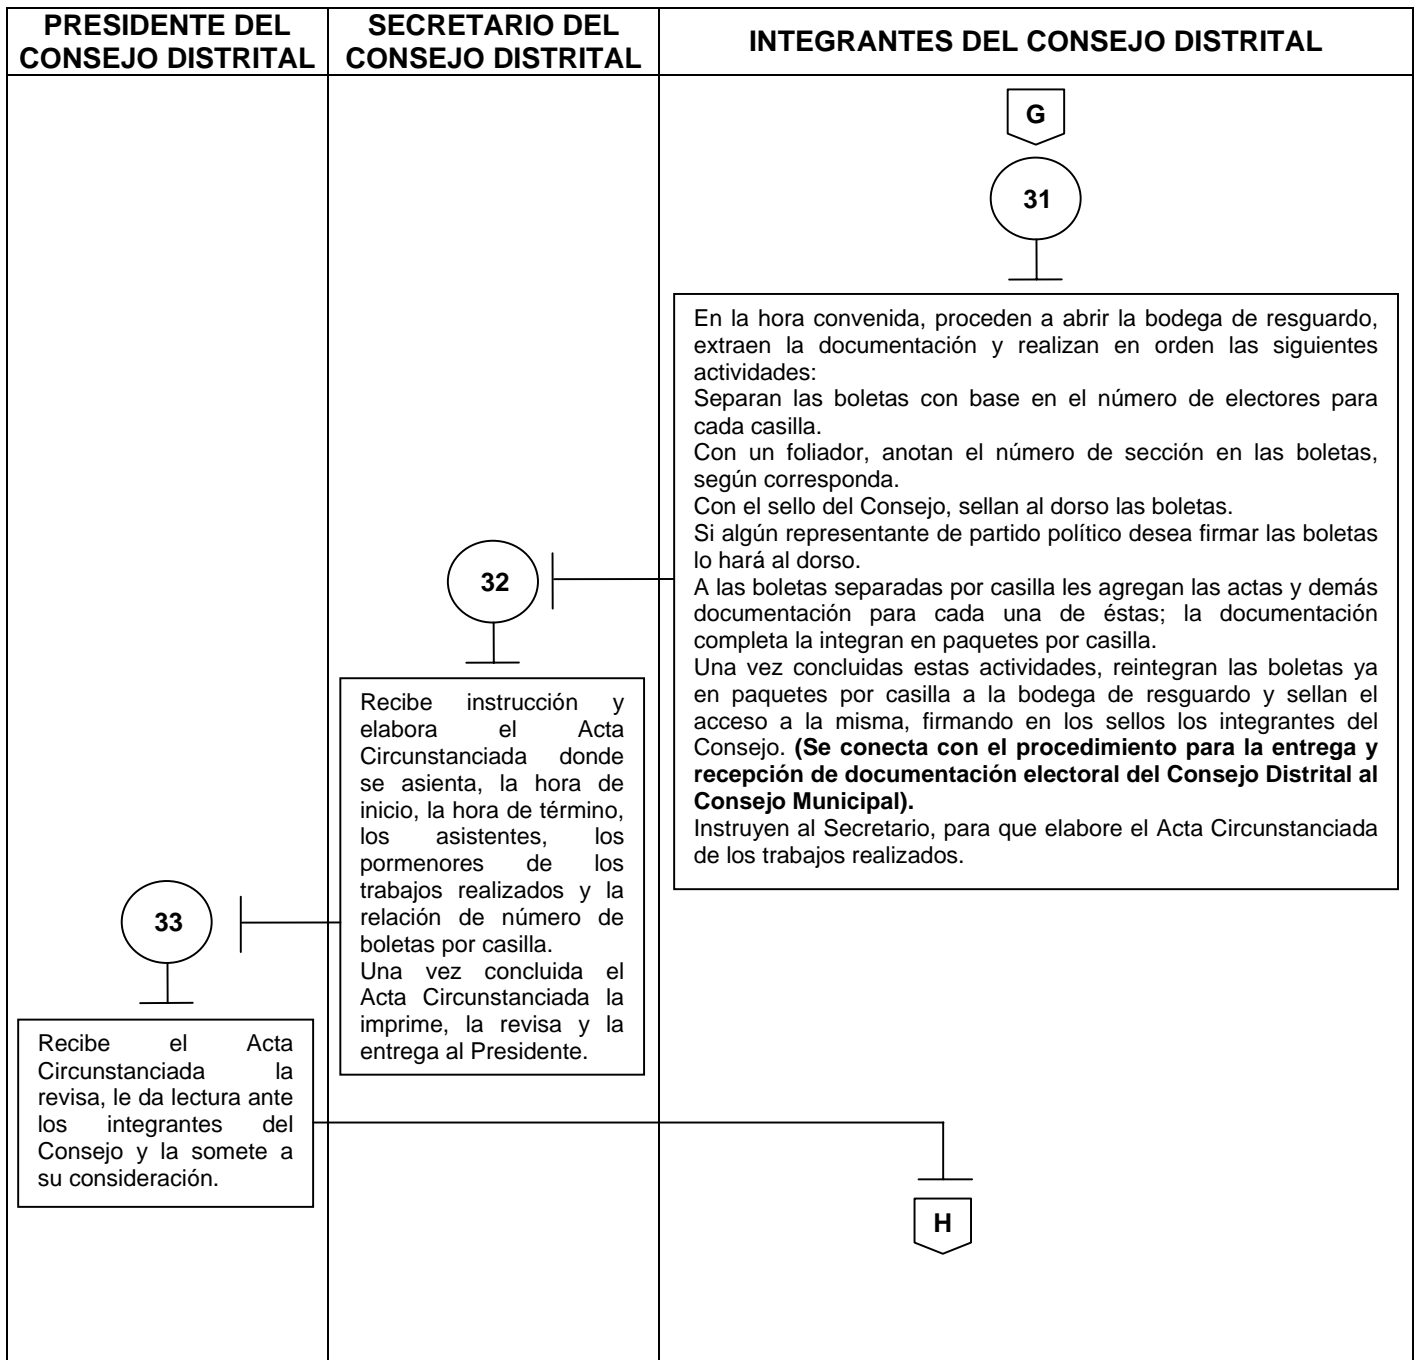 PRESIDENTE DEL
CONSEJO DISTRITAL
SECRETARIO DEL
CONSEJO DISTRITAL
INTEGRANTES DEL CONSEJO DISTRITAL
G
31
En la hora convenida, proceden a abrir la bodega de resguardo,
extraen la documentación y realizan en orden las siguientes
actividades:
Separan las boletas con base en el número de electores para
cada casilla.
Con un foliador, anotan el número de sección en las boletas,
según corresponda.
Con el sello del Consejo, sellan al dorso las boletas.
Si algún representante de partido político desea firmar las boletas
lo hará al dorso.
A las boletas separadas por casilla les agregan las actas y demás
documentación para cada una de éstas; la documentación
completa la integran en paquetes por casilla.
Una vez concluidas estas actividades, reintegran las boletas ya
en paquetes por casilla a la bodega de resguardo y sellan el
acceso a la misma, firmando en los sellos los integrantes del
Consejo. (Se conecta con el procedimiento para la entrega y
recepción de documentación electoral del Consejo Distrital al
Consejo Municipal).
Instruyen al Secretario, para que elabore el Acta Circunstanciada
de los trabajos realizados.
32
Recibe instrucción y
elabora el Acta
Circunstanciada donde
se asienta, la hora de
inicio, la hora de término,
los asistentes, los
pormenores de los
trabajos realizados y la
relación de número de
boletas por casilla.
Una vez concluida el
Acta Circunstanciada la
imprime, la revisa y la
entrega al Presidente.
33
Recibe el Acta
Circunstanciada la
revisa, le da lectura ante
los integrantes del
Consejo y la somete a
su consideración.
H